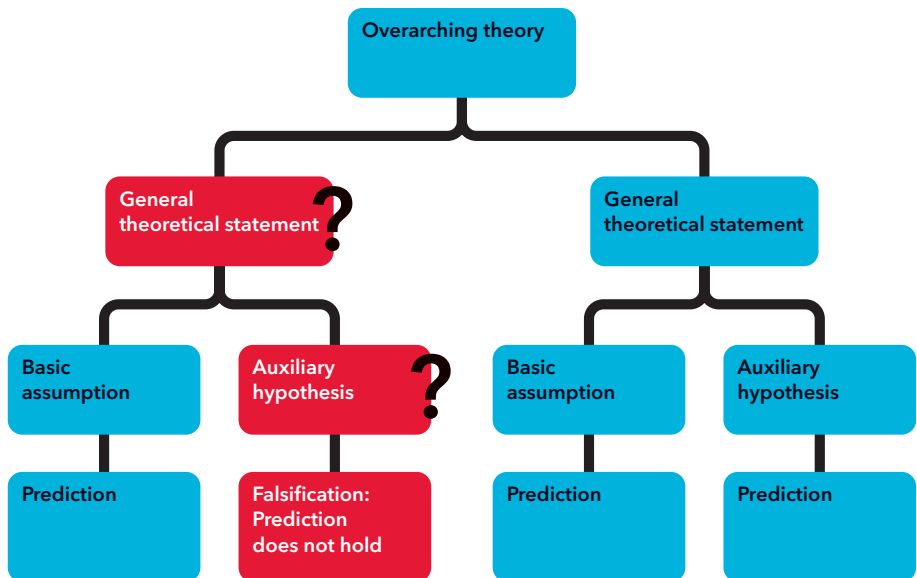 Overarching theory
General
theoretical statement
?
General
theoretical statement
Basic
assumption
Auxiliary
hypothesis
?
Basic
assumption
Auxiliary
hypothesis
Prediction
Falsification:
Prediction
does not hold
Prediction
Prediction